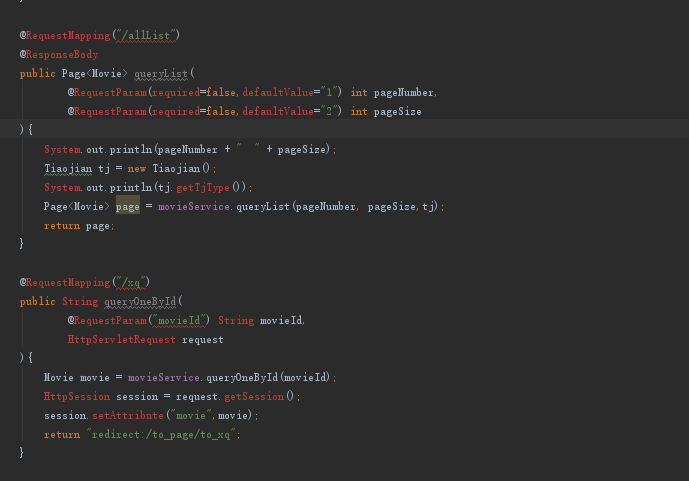 @RequestMapping("/allList")
@ResponseBody
public Page<Movie> queryList(
@RequestParam(required=false,defaultValue="1") int pageNumber,
@RequestParam(required=false,defaultValue="2") int pageSize
){
System.out.println(pageNumber + "  " + pageSize);
Tiaojian tj = new Tiaojian();
System.out.println(tj.getTjType());
Page<Movie> page = movieService.queryList(pageNumber, pageSize,tj);
return page;
}
@RequestMapping("/xq")
public String queryOneById(
@RequestParam("movieId") String movieId,
HttpServletRequest request
){
Movie movie = movieService.queryOneById(movieId);
HttpSession session = request.getSession();
session.setAttribute("movie",movie);
return "redirect:/to_page/to_xq";
}